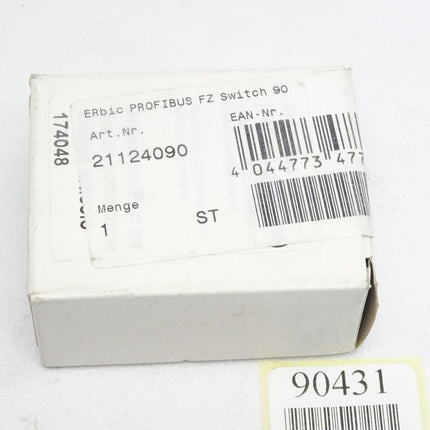 ERbic PROFIBUS FZ Switch 90
Art.Nr.
EAN-Nr.
21124090
4 044773 477
Menge
1
ST
174048
90431